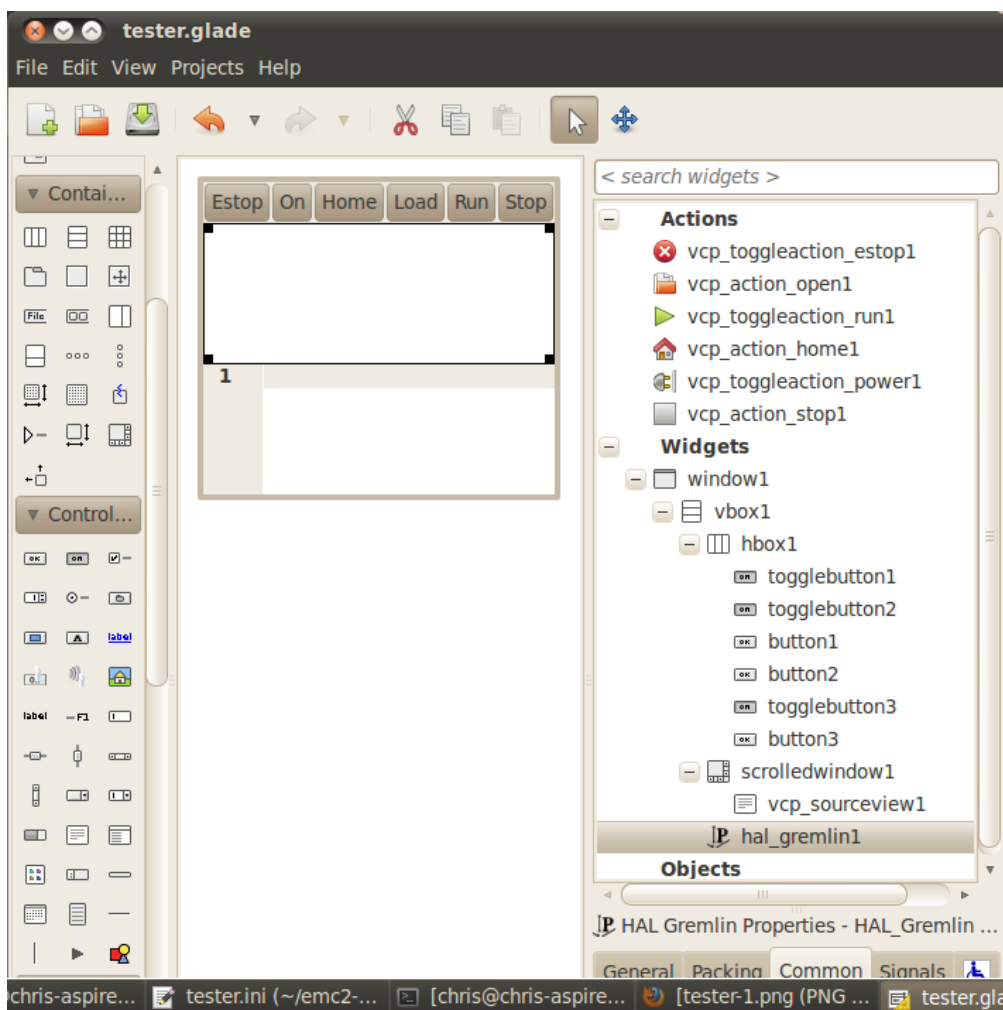 tester.glade
File Edit View Projects Help
Contai...
File
Control...
OK ON
label
label F1
Estop On Home Load Run Stop
1
< search widgets >
Actions
vcp_toggleaction_estop1
vcp_action_open1
vcp_toggleaction_run1
vcp_action_home1
vcp_toggleaction_power1
vcp_action_stop1
Widgets
window1
vbox1
hbox1
togglebutton1
togglebutton2
button1
button2
togglebutton3
button3
scrolledwindow1
vcp_sourceview1
hal_gremlin1
Objects
HAL Gremlin Properties - HAL_Gremlin ...
General Packing Common Signals
chris-aspire... tester.ini (~/emc2-... [chris@chris-aspire... [tester-1.png (PNG ... tester.gla